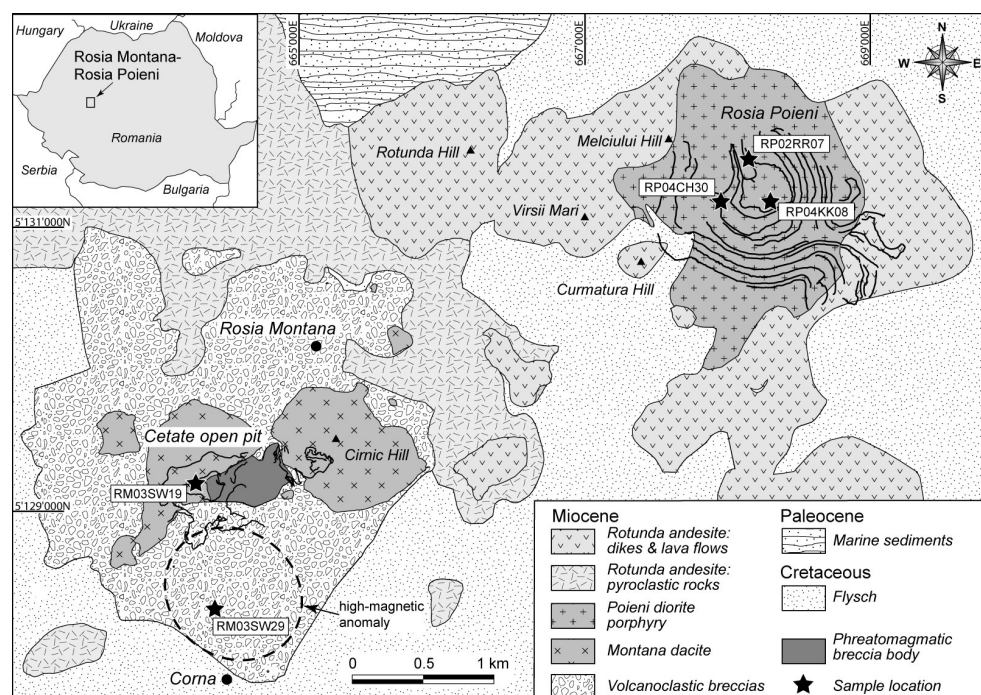 Hungary
Ukraine
Moldova
Rosia Montana-
Rosia Poieni
Romania
Serbia
Bulgaria
665'000E
667'000E
669'000E
N
W
E
S
Rosia Poieni
Rotunda Hill
Melciului Hill
RP02RR07
RP04CH30
RP04KK08
Virsii Mari
5'131'000N
Curmatura Hill
Rosia Montana
Cetate open pit
Cirnic Hill
RM03SW19
5'129'000N
high-magnetic
anomaly
RM03SW29
Corna
0
0.5
1 km
Miocene
Rotunda andesite:
dikes & lava flows
Rotunda andesite:
pyroclastic rocks
Poieni diorite
porphyry
Montana dacite
Volcanoclastic breccias
Paleocene
Marine sediments
Cretaceous
Flysch
Phreatomagmatic
breccia body
Sample location